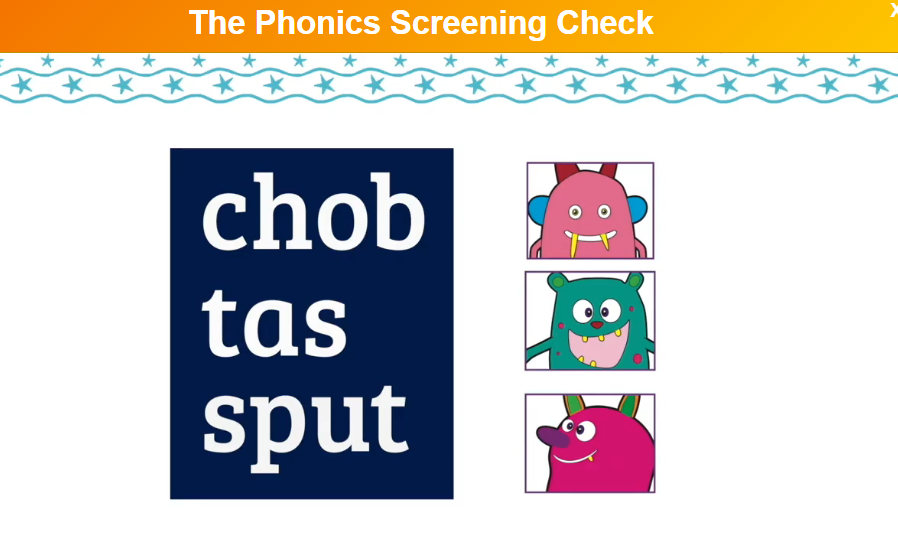 The Phonics Screening Check
x
chob
tas
sput